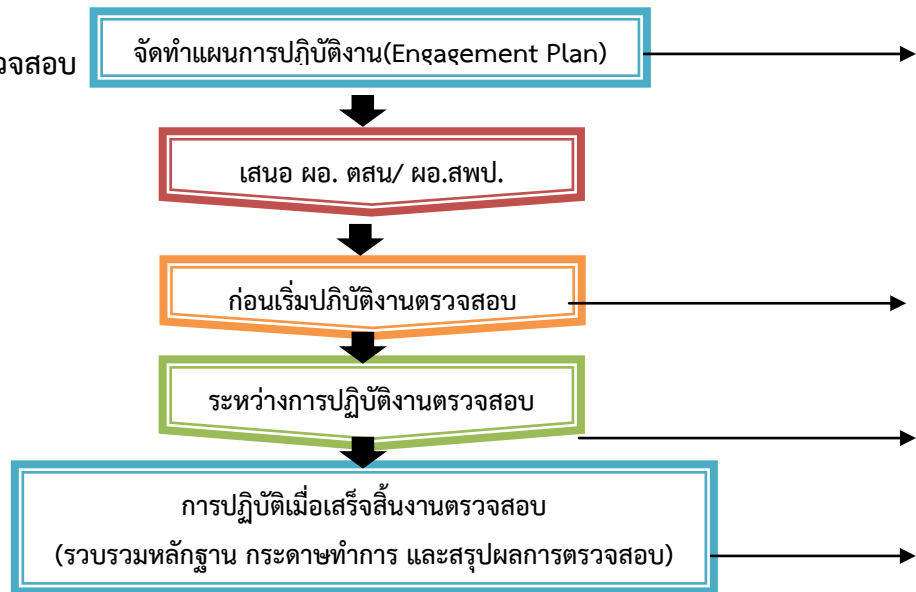 จัดทำแผนการปฏิบัติงาน(Engagement Plan)
วจสอบ
เสนอ ผอ. ตสน/ ผอ.สพป.
ก่อนเริ่มปฏิบัติงานตรวจสอบ
ระหว่างการปฏิบัติงานตรวจสอบ
การปฏิบัติเมื่อเสร็จสิ้นงานตรวจสอบ
(รวบรวมหลักฐาน กระดาษทำการ และสรุปผลการตรวจสอบ)